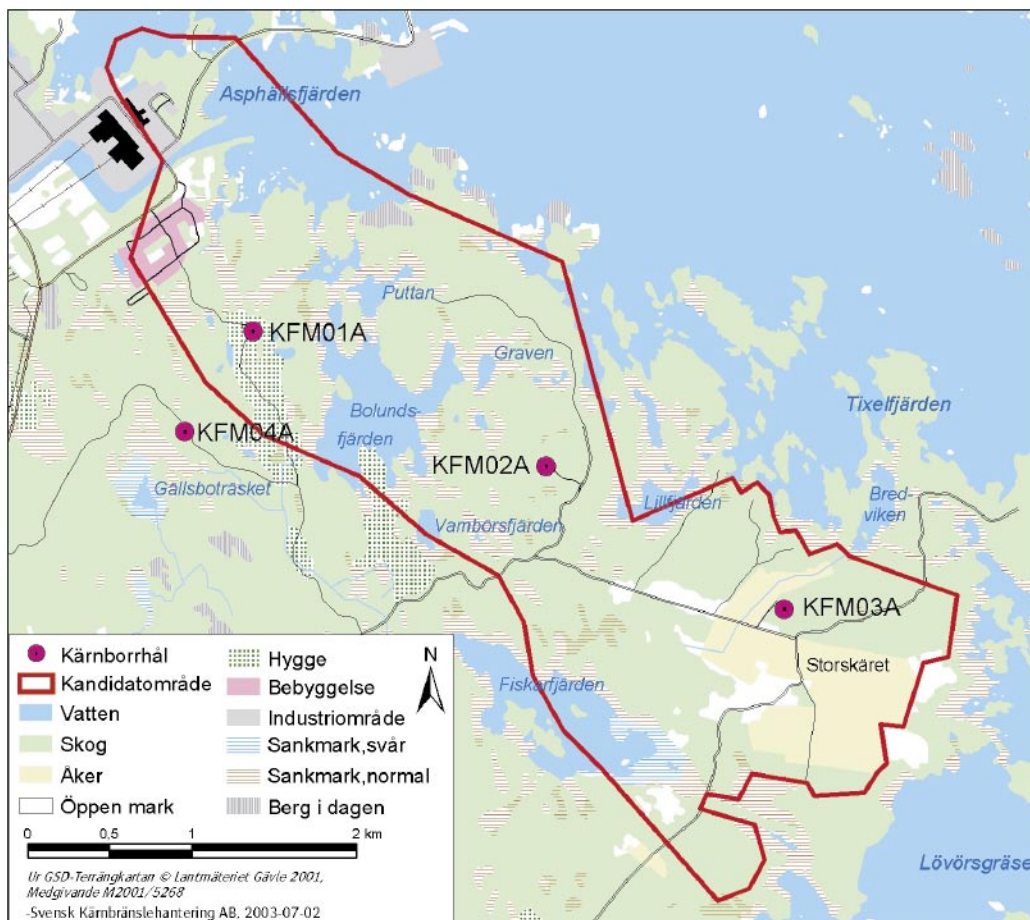 Asphällsfjärden
Puttan
KFM01A
Graven
Bolunds-
fjärden
Tixelfjärden
KFM04A
KFM02A
Gällsboträsket
Lillfjärden
Bred-
viken
Vambörsfjärden
KFM03A
Storskäret
Fiskarfjärden
Lövörsgräse
Kärnborrhål
Kandidatområde
Vatten
Skog
Åker
Öppen mark
Hygge
Bebyggelse
Industriområde
Sankmark,svår
Sankmark,normal
Berg i dagen
N
0 0,5 1 2 km
Ur GSD-Terrängkartan © Lantmäteriet Gävle 2001,
Medgivande M2001/5268
-Svensk Kärnbränslehantering AB, 2003-07-02